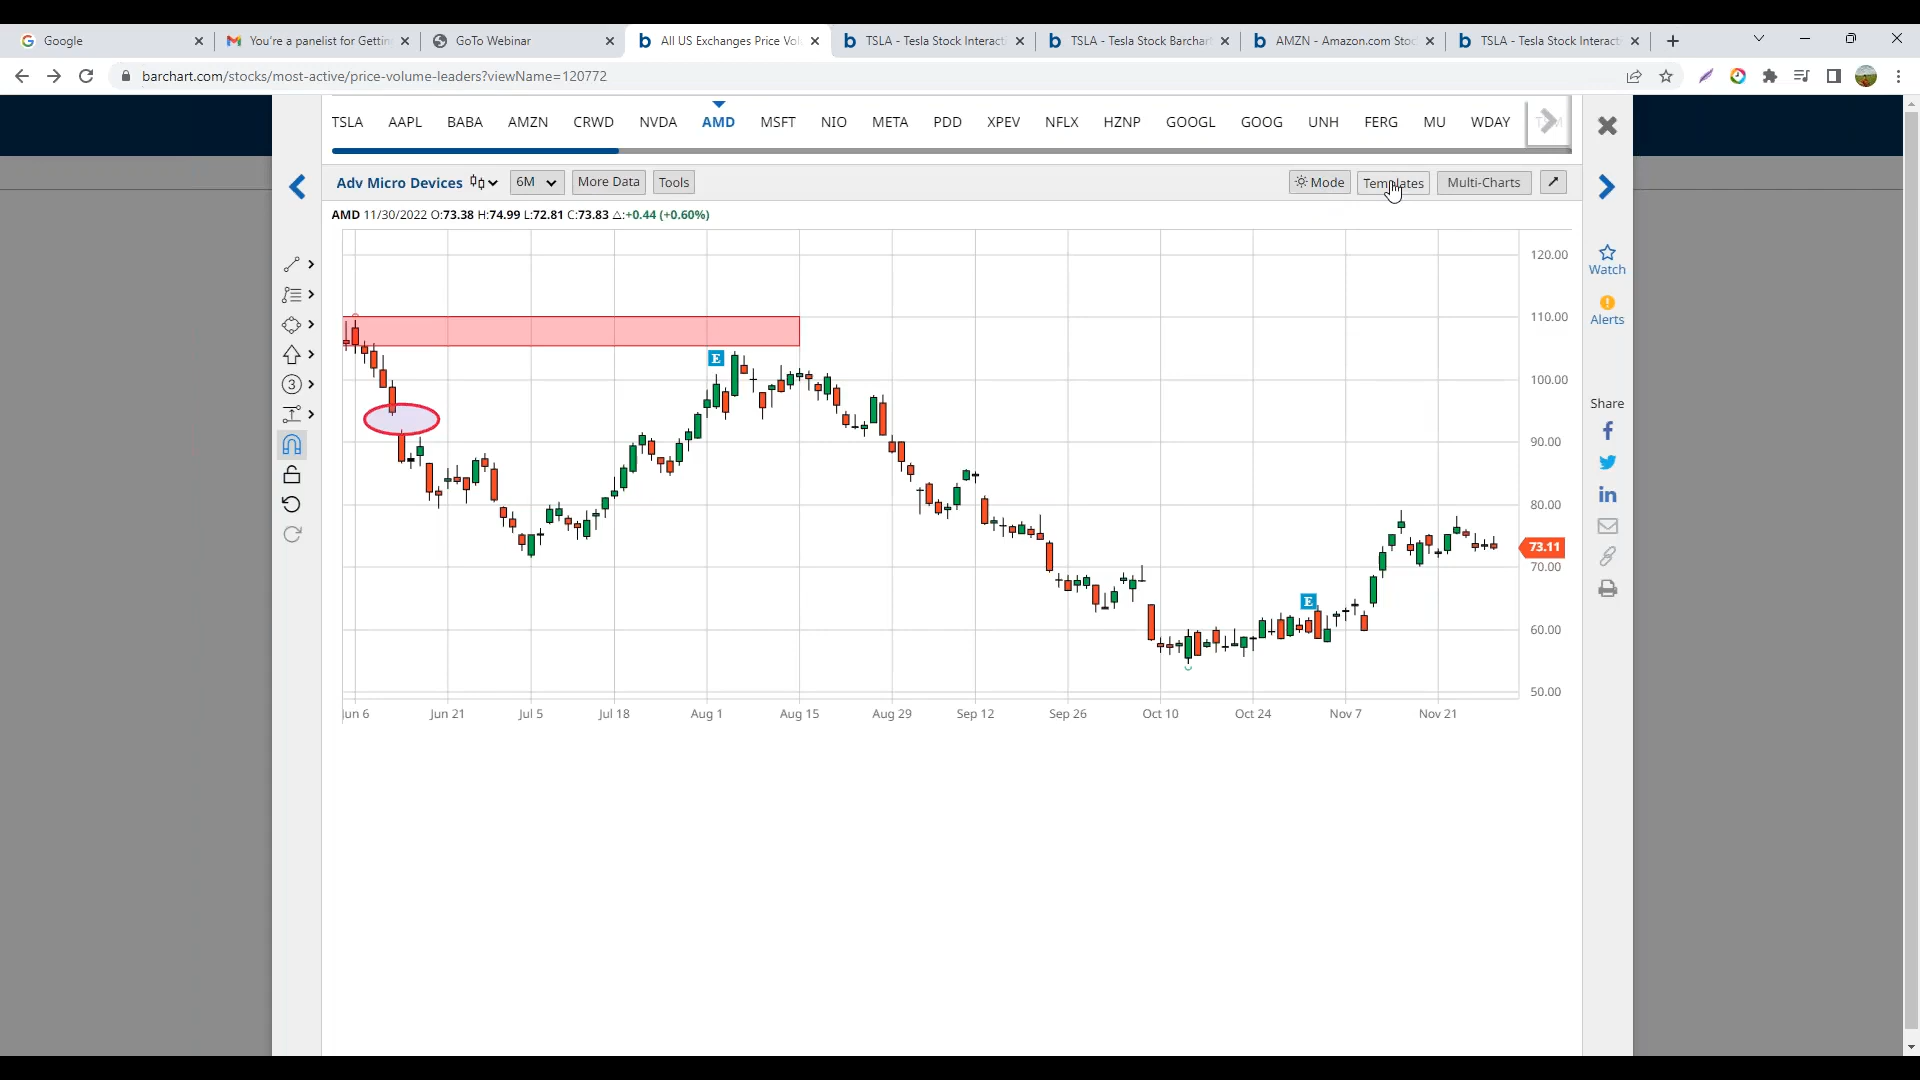 Google
You're a panelist for Gettin
GoTo Webinar
All US Exchanges Price Vol
TSLA - Tesla Stock Interacti
TSLA - Tesla Stock Barchart
AMZN - Amazon.com Stoc
TSLA - Tesla Stock Interact
barchart.com/stocks/most-active/price-volume-leaders?viewName=120772
TSLA AAPL BABA AMZN CRWD NVDA AMD MSFT NIO META PDD XPEV NFLX HZNP GOOGL GOOG UNH FERG MU WDAY
Adv Micro Devices 6M More Data Tools Mode Templates Multi-Charts
AMD 11/30/2022 O:73.38 H:74.99 L:72.81 C:73.83 △:+0.44 (+0.60%)
Watch
Alerts
Share
3
E
E
120.00
110.00
100.00
90.00
80.00
73.11
70.00
60.00
50.00
Jun 6 Jun 21 Jul 5 Jul 18 Aug 1 Aug 15 Aug 29 Sep 12 Sep 26 Oct 10 Oct 24 Nov 7 Nov 21